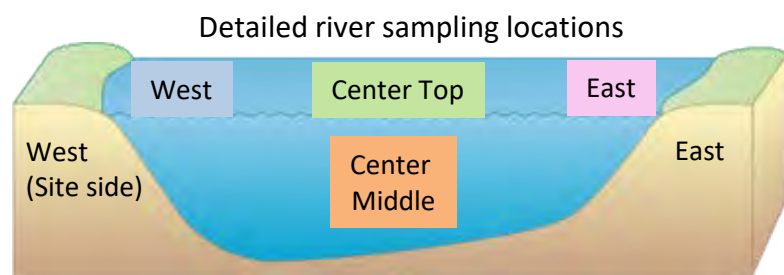 Detailed river sampling locations
West
Center Top
East
West
(Site side)
Center
Middle
East